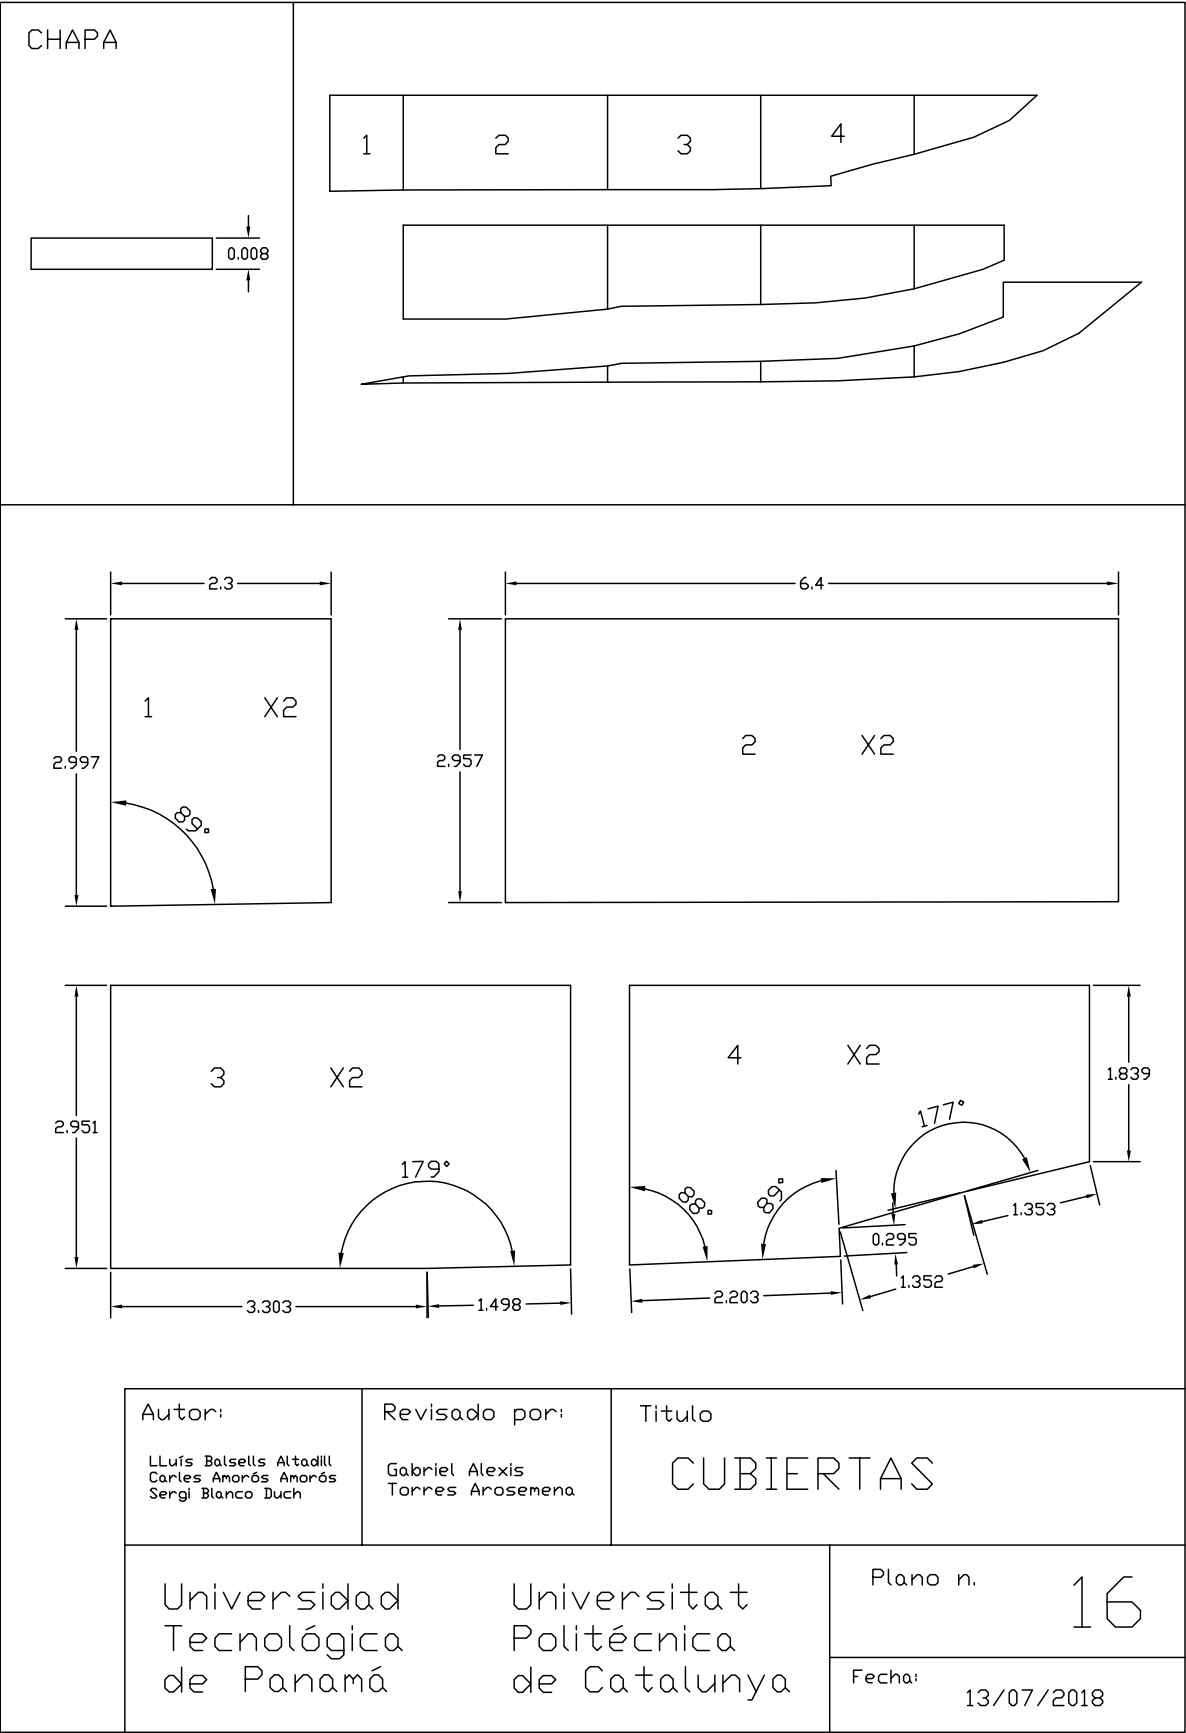 CHAPA
0.008
1
2
3
4
2.3
6.4
1 X2
2.997
89°
2 X2
2.957
3 X2
2.951
179°
3.303
1.498
4 X2
1.839
177°
88°
89°
1.353
0.295
1.352
2.203
Autor:
LLuís Balsells Altadill
Carles Amorós Amorós
Sergi Blanco Duch
Revisado por:
Gabriel Alexis
Torres Arosemena
Titulo
CUBIERTAS
Universidad
Tecnológica
de Panamá
Universitat
Politécnica
de Catalunya
Plano n.
16
Fecha:
13/07/2018